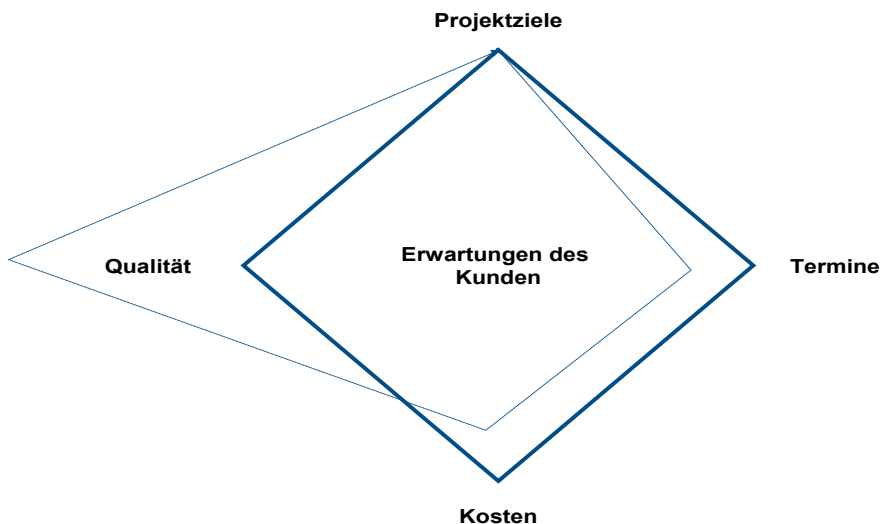 Projektziele
Erwartungen des
Kunden
Qualität
Termine
Kosten